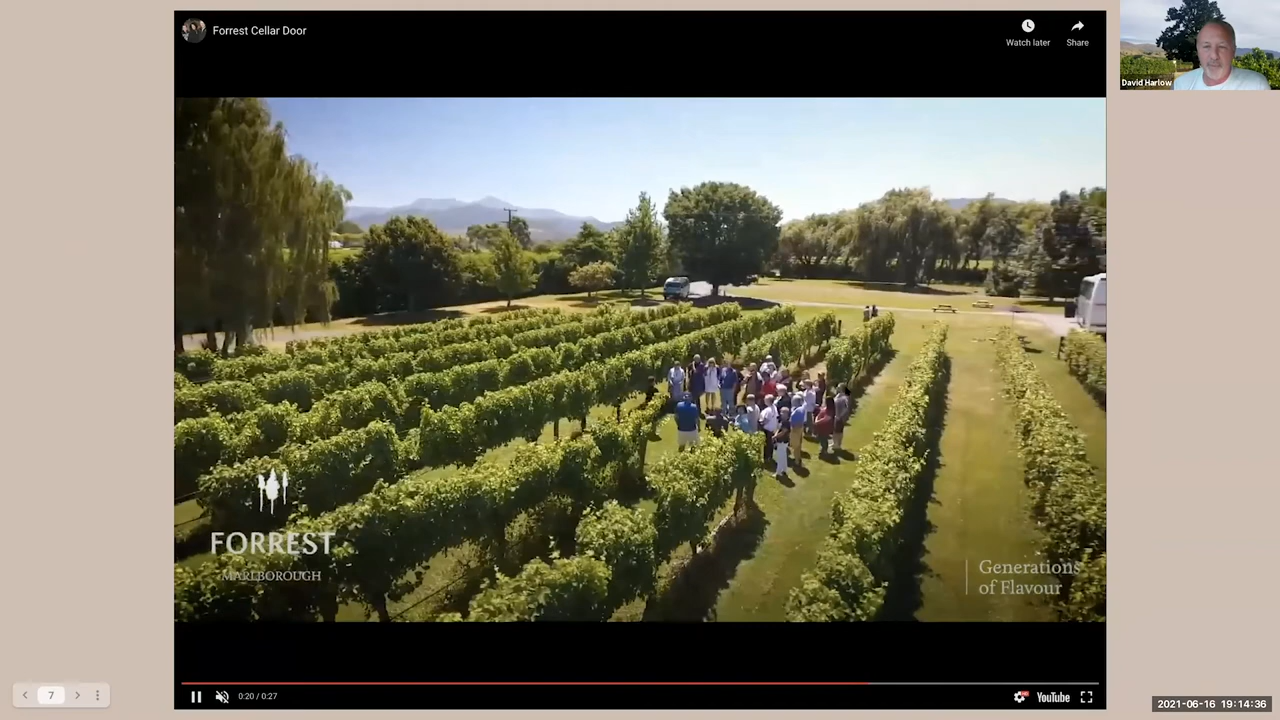 Forrest Cellar Door
Watch later
Share
David Harlow
FORREST
MARLBOROUGH
Generations
of Flavour
7
0:20 / 0:27
YouTube
2021-06-16 19:14:36